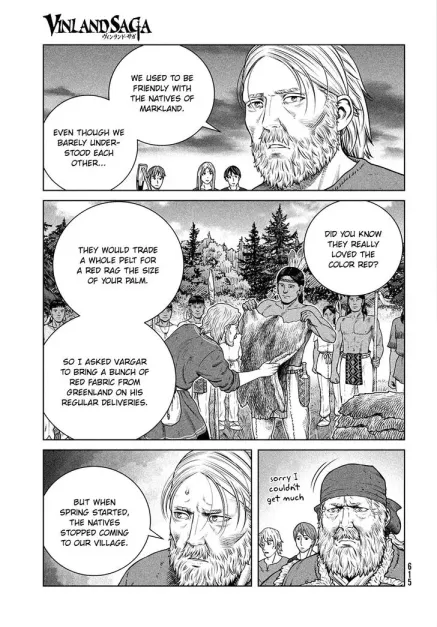 VINLAND SAGA
ヴィンランド・サガ
WE USED TO BE
FRIENDLY WITH
THE NATIVES OF
MARKLAND.
EVEN THOUGH WE
BARELY UNDER-
STOOD EACH
OTHER...
DID YOU KNOW
THEY REALLY
LOVED THE
COLOR RED?
THEY WOULD TRADE
A WHOLE PELT FOR
A RED RAG THE SIZE
OF YOUR PALM.
SO I ASKED VARGAR
TO BRING A BUNCH OF
RED FABRIC FROM
GREENLAND ON HIS
REGULAR DELIVERIES.
BUT WHEN
SPRING STARTED,
THE NATIVES
STOPPED COMING
TO OUR VILLAGE.
sorry I
couldn't
get much
615